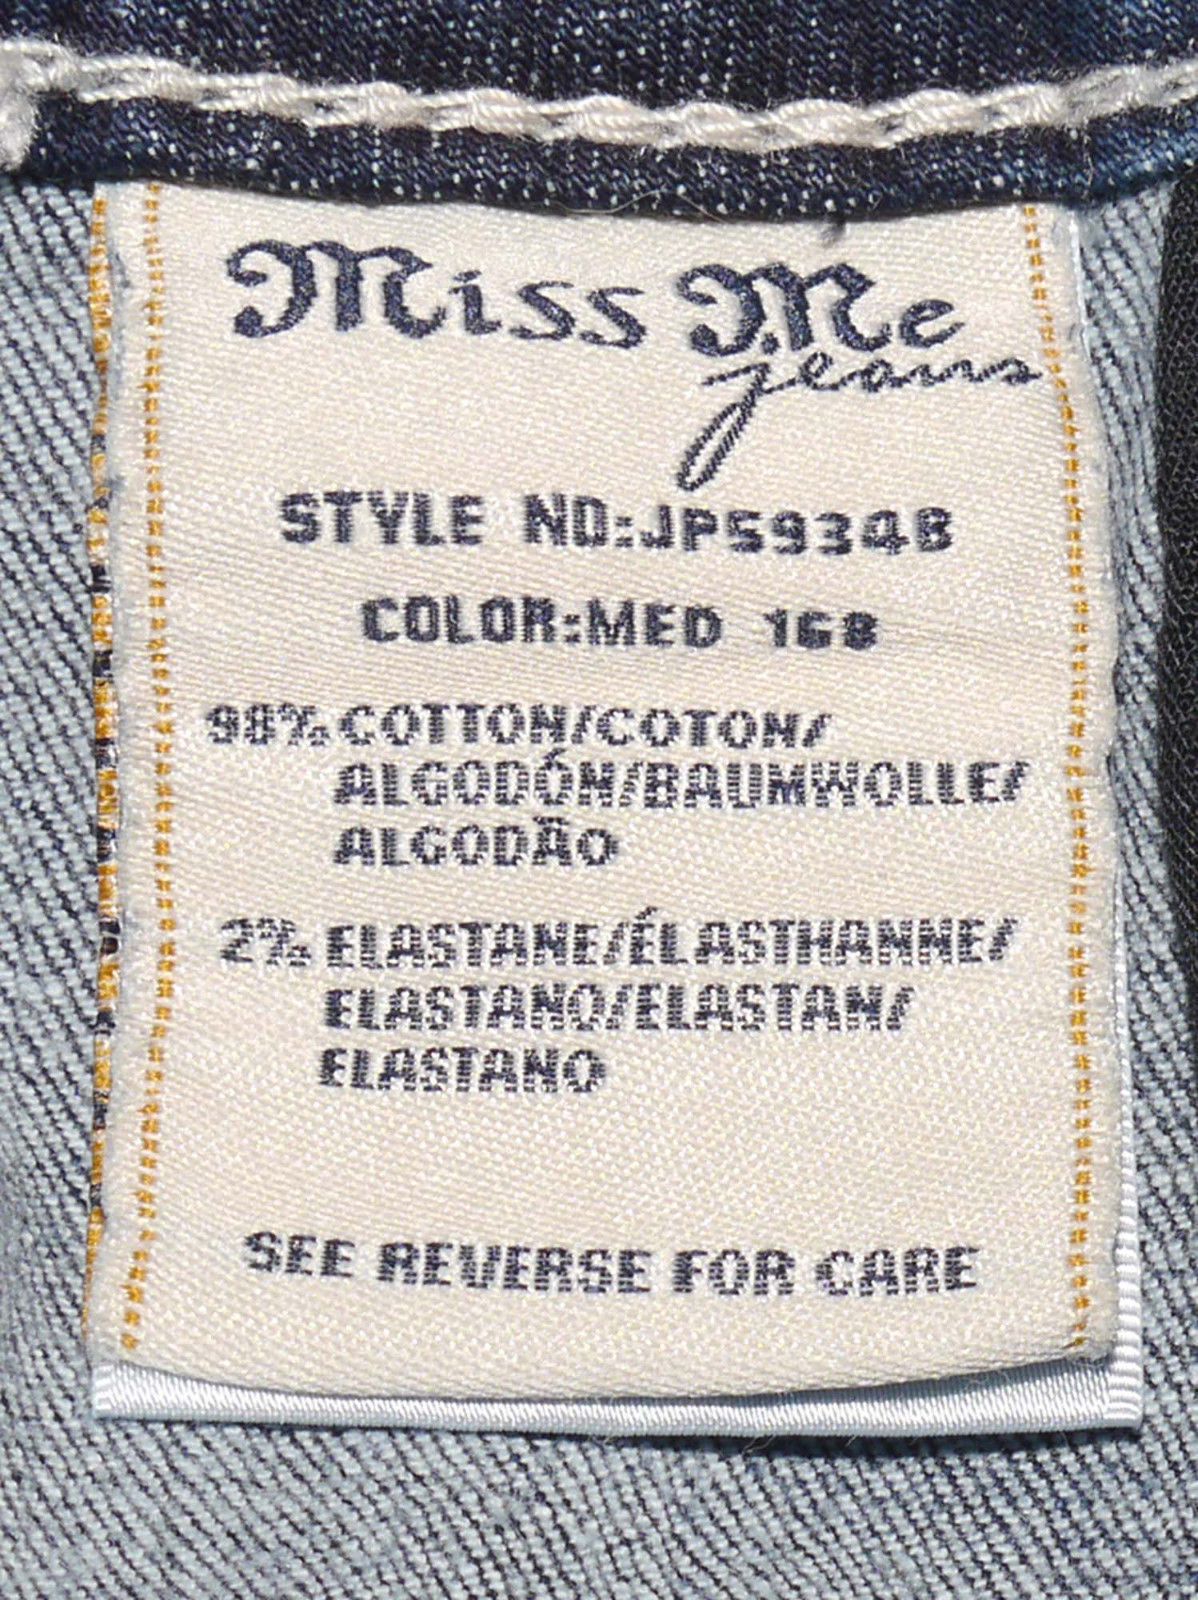 Miss Me
jeans
STYLE NO:JP5934B
COLOR:MED 168
98% COTTON/COTON/
ALGODÓN/BAUMWOLLE/
ALGODÃO
2% ELASTANE/ÉLASTHANNE/
ELASTANO/ELASTAN/
ELASTANO
SEE REVERSE FOR CARE